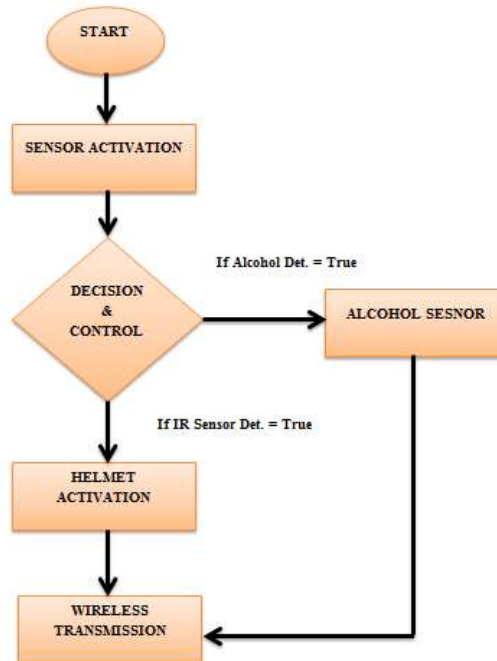 START
SENSOR ACTIVATION
If Alcohol Det. = True
DECISION
&
CONTROL
ALCOHOL SESNOR
If IR Sensor Det. = True
HELMET
ACTIVATION
WIRELESS
TRANSMISSION